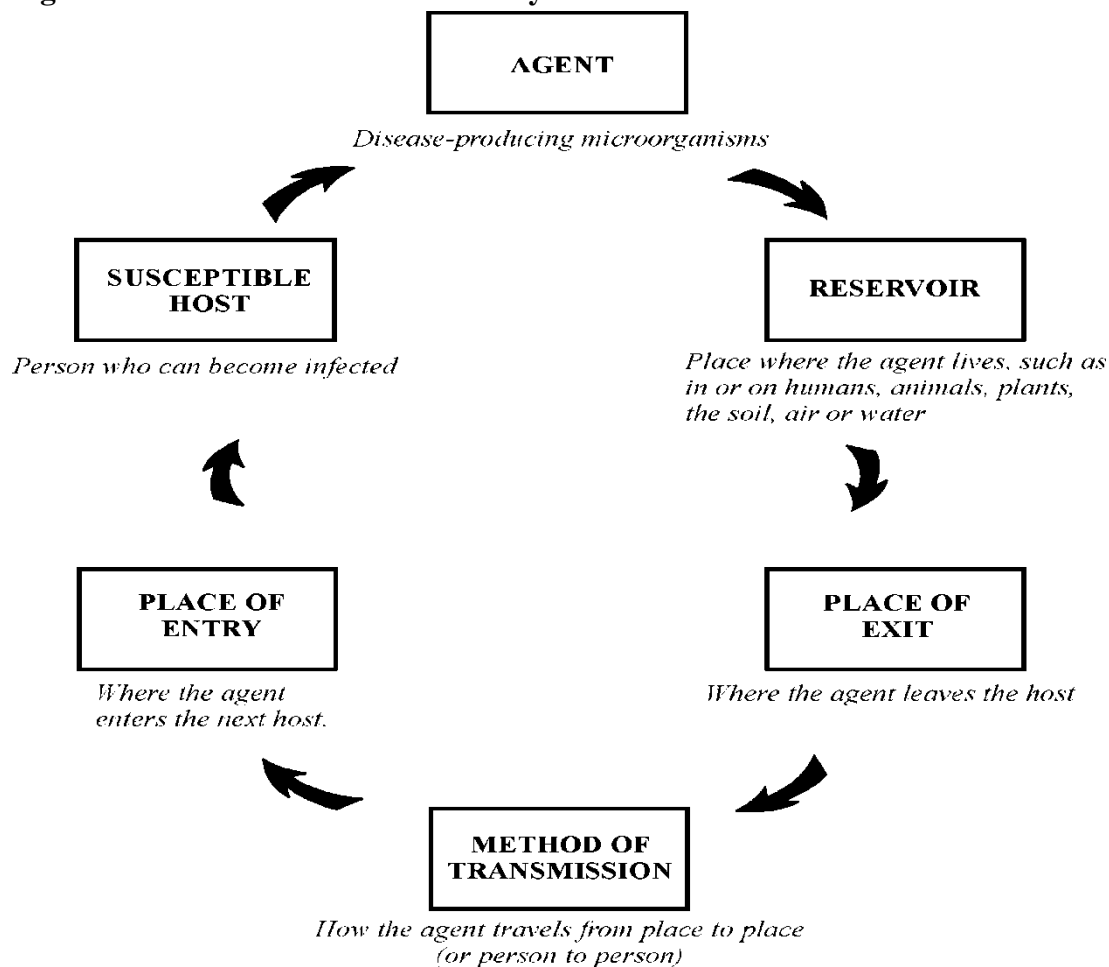 AGENT
Disease-producing microorganisms
SUSCEPTIBLE
HOST
Person who can become infected
RESERVOIR
Place where the agent lives, such as
in or on humans, animals, plants,
the soil, air or water
PLACE OF
ENTRY
Where the agent
enters the next host.
PLACE OF
EXIT
Where the agent leaves the host
METHOD OF
TRANSMISSION
How the agent travels from place to place
(or person to person)